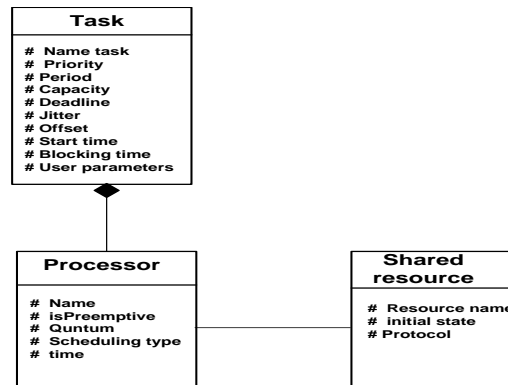 Task
# Name task
# Priority
# Period
# Capacity
# Deadline
# Jitter
# Offset
# Start time
# Blocking time
# User parameters
Processor
# Name
# isPreemptive
# Quntum
# Scheduling type
# time
Shared
resource
# Resource name
# initial state
# Protocol